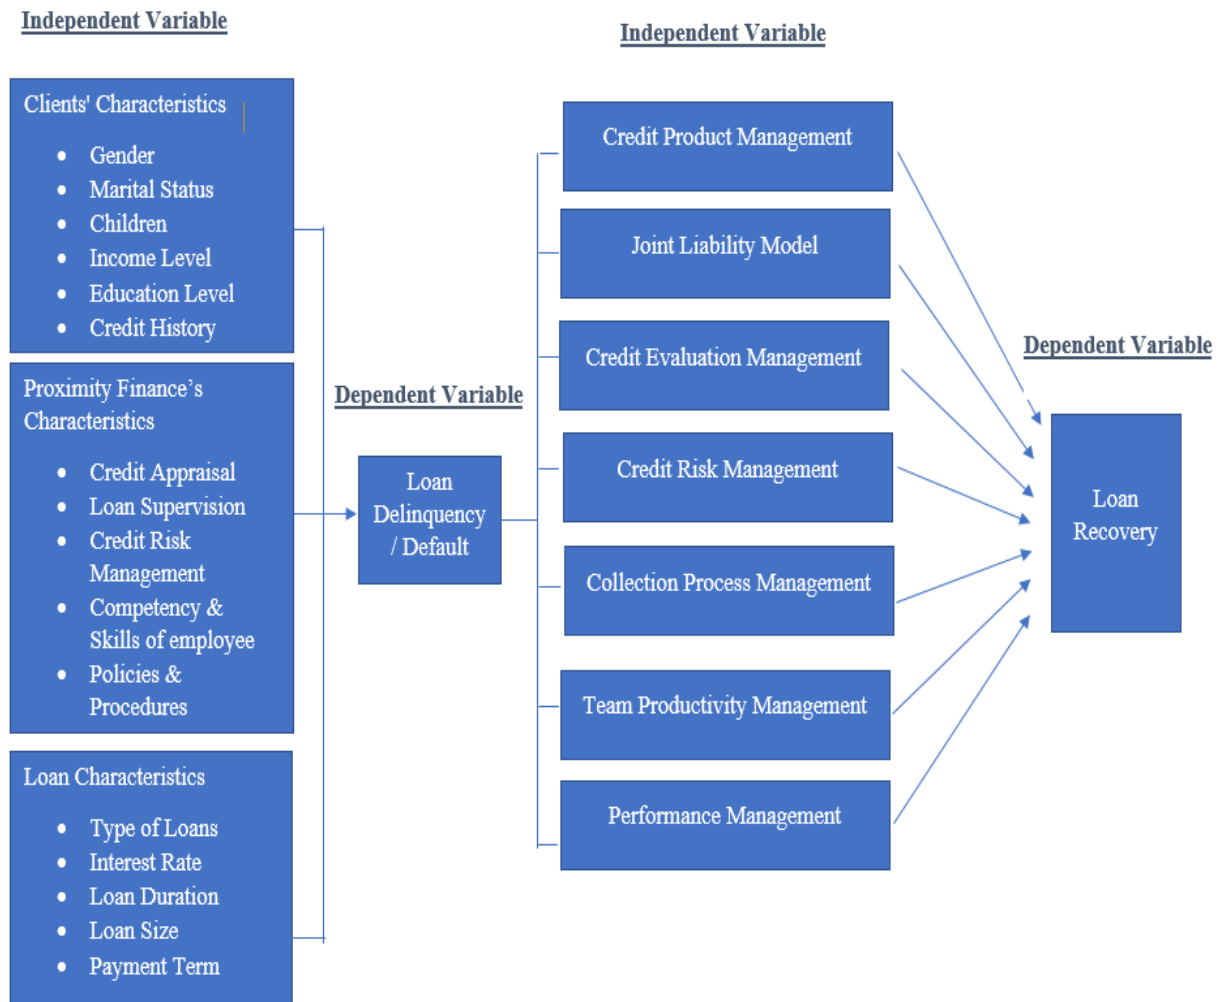 Independent Variable
Clients' Characteristics
• Gender
• Marital Status
• Children
• Income Level
• Education Level
• Credit History
Proximity Finance’s
Characteristics
• Credit Appraisal
• Loan Supervision
• Credit Risk
Management
• Competency &
Skills of employee
• Policies &
Procedures
Loan Characteristics
• Type of Loans
• Interest Rate
• Loan Duration
• Loan Size
• Payment Term
Dependent Variable
Loan
Delinquency
/ Default
Independent Variable
Credit Product Management
Joint Liability Model
Credit Evaluation Management
Credit Risk Management
Collection Process Management
Team Productivity Management
Performance Management
Dependent Variable
Loan
Recovery